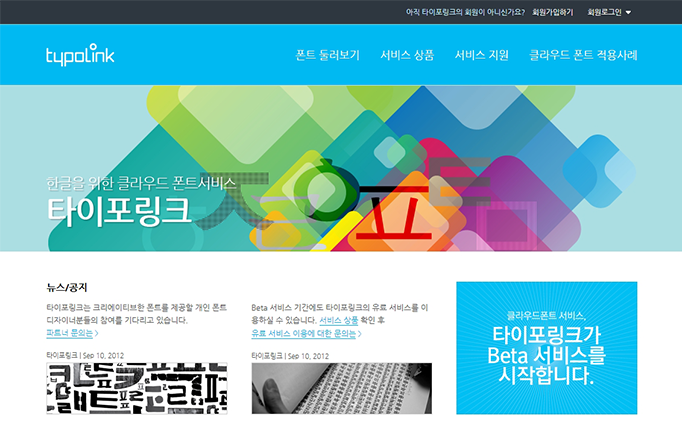 아직 타이포링크의 회원이 아니신가요? 회원가입하기 회원로그인
typolink
폰트 둘러보기 서비스 상품 서비스 지원 클라우드 폰트 적용사례
한글을 위한 클라우드 폰트서비스
타이포링크
뉴스/공지
타이포링크는 크리에이티브한 폰트를 제공할 개인 폰트
디자이너분들의 참여를 기다리고 있습니다.
파트너 문의는 >
타이포링크 | Sep 10, 2012
Beta 서비스 기간에도 타이포링크의 유료 서비스를 이
용하실 수 있습니다. 서비스 상품 확인 후
유료 서비스 이용에 대한 문의는 >
타이포링크 | Sep 10, 2012
클라우드폰트 서비스,
타이포링크가
Beta 서비스를
시작합니다.